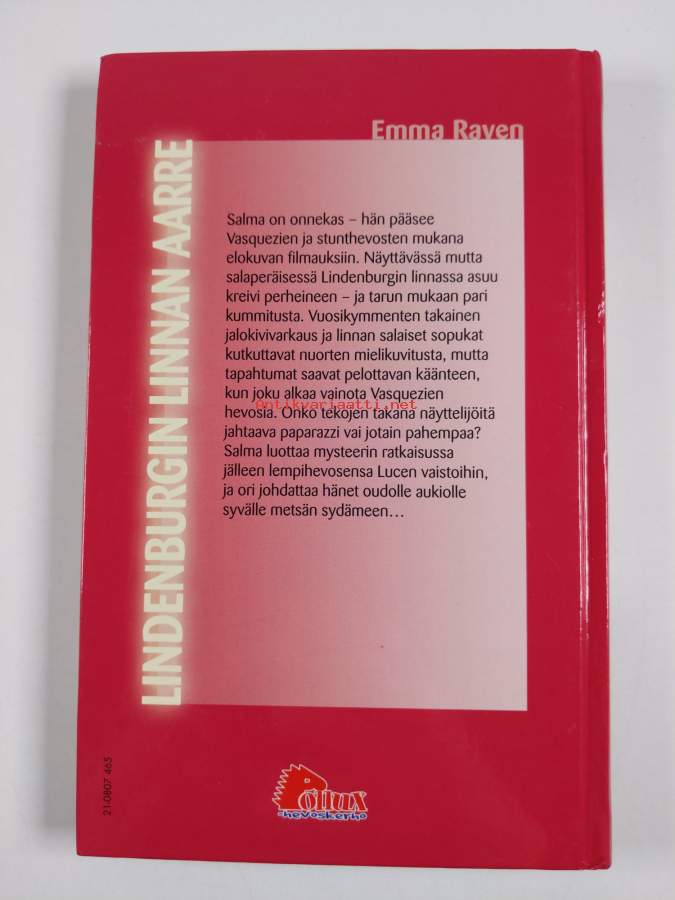 Emma Raven
LINDENBURGIN LINNAN AARRE
Salma on onnekas – hän pääsee
Vasquezien ja stunthevosten mukana
elokuvan filmauksiin. Näyttävässä mutta
salaperäisessä Lindenburgin linnassa asuu
kreivi perheineen – ja tarun mukaan pari
kummitusta. Vuosikymmenten takainen
jalokivivarkaus ja linnan salaiset sopukat
kutkuttavat nuorten mielikuvitusta, mutta
tapahtumat saavat pelottavan käänteen,
kun joku alkaa vainota Vasquezien
Antikvariaatti.net
hevosia. Onko tekojen takana näyttelijöitä
jahtaava paparazzi vai jotain pahempaa?
Salma luottaa mysteerin ratkaisussa
jälleen lempihevosensa Lucen vaistoihin,
ja ori johdattaa hänet oudolle aukiolle
syvälle metsän sydämeen…
21-0807 465
Pollux
-hevoskerho